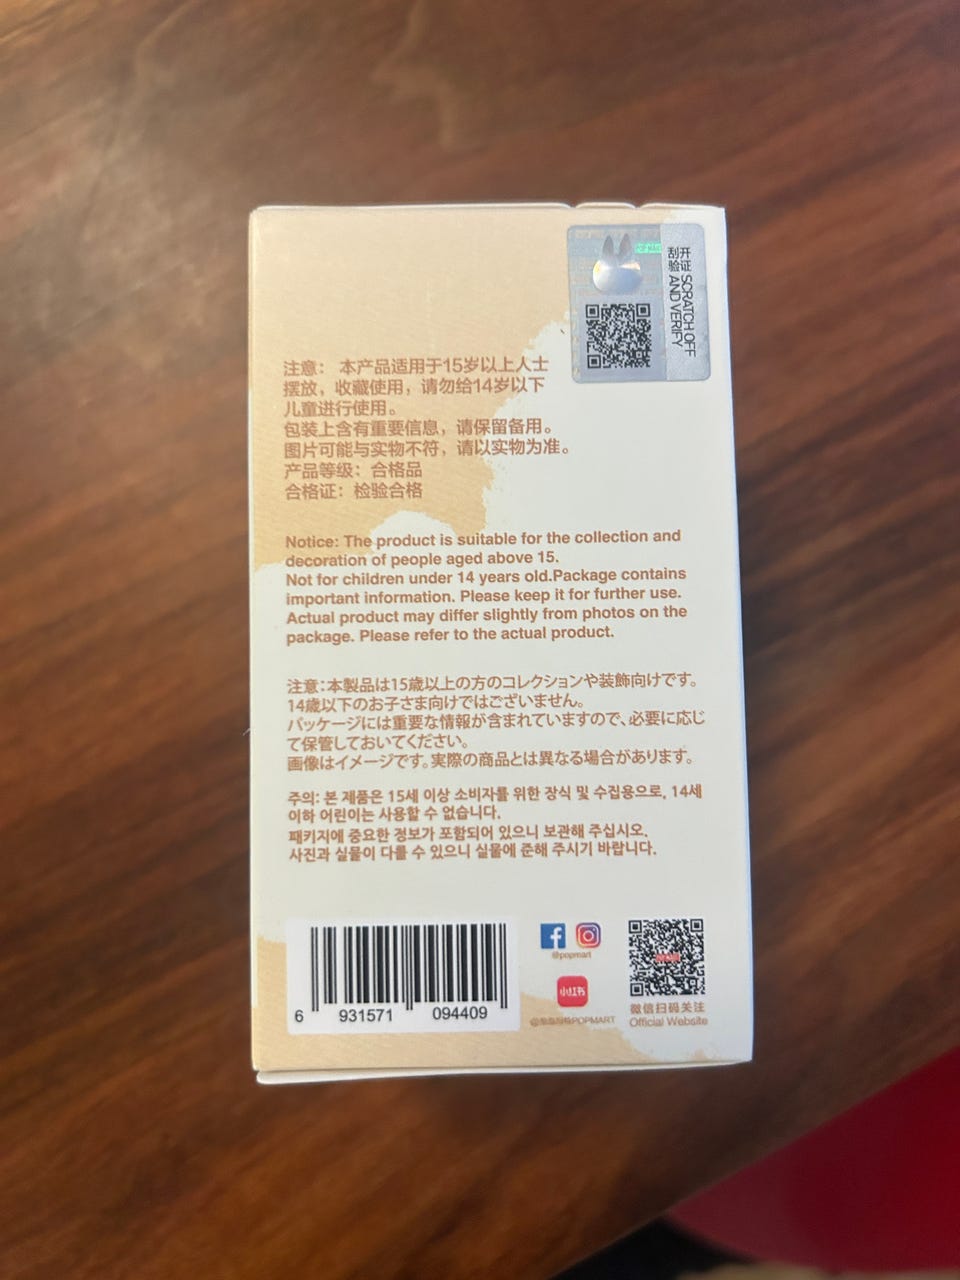 POP MART
开证 SCRATCH OFF
刮验 AND VERIFY
注意： 本产品适用于15岁以上人士
摆放，收藏使用，请勿给14岁以下
儿童进行使用。
包装上含有重要信息，请保留备用。
图片可能与实物不符，请以实物为准。
产品等级：合格品
合格证：检验合格
Notice: The product is suitable for the collection and
decoration of people aged above 15.
Not for children under 14 years old.Package contains
important information. Please keep it for further use.
Actual product may differ slightly from photos on the
package. Please refer to the actual product.
注意：本製品は15歳以上の方のコレクションや装飾向けです。
14歳以下のお子さま向けではございません。
パッケージには重要な情報が含まれていますので、必要に応じ
て保管しておいてください。
画像はイメージです。実際の商品とは異なる場合があります。
주의: 본 제품은 15세 이상 소비자를 위한 장식 및 수집용으로, 14세
이하 어린이는 사용할 수 없습니다.
패키지에 중요한 정보가 포함되어 있으니 보관해 주십시오.
사진과 실물이 다를 수 있으니 실물에 준해 주시기 바랍니다.
6 931571 094409
@popmart
小红书
POPMART
微信扫码关注
Official Website